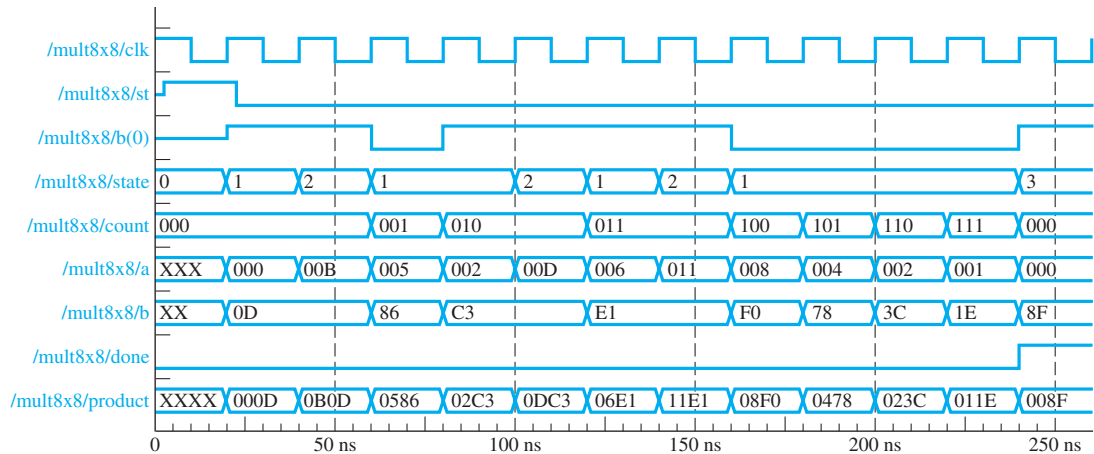 /mult8x8/clk
/mult8x8/st
/mult8x8/b(0)
/mult8x8/state 0 1 2 1 2 1 2 1 3
/mult8x8/count 000 001 010 011 100 101 110 111 000
/mult8x8/a XXX 000 00B 005 002 00D 006 011 008 004 002 001 000
/mult8x8/b XX 0D 86 C3 E1 F0 78 3C 1E 8F
/mult8x8/done
/mult8x8/product XXXX 000D 0B0D 0586 02C3 0DC3 06E1 11E1 08F0 0478 023C 011E 008F
0 50 ns 100 ns 150 ns 200 ns 250 ns